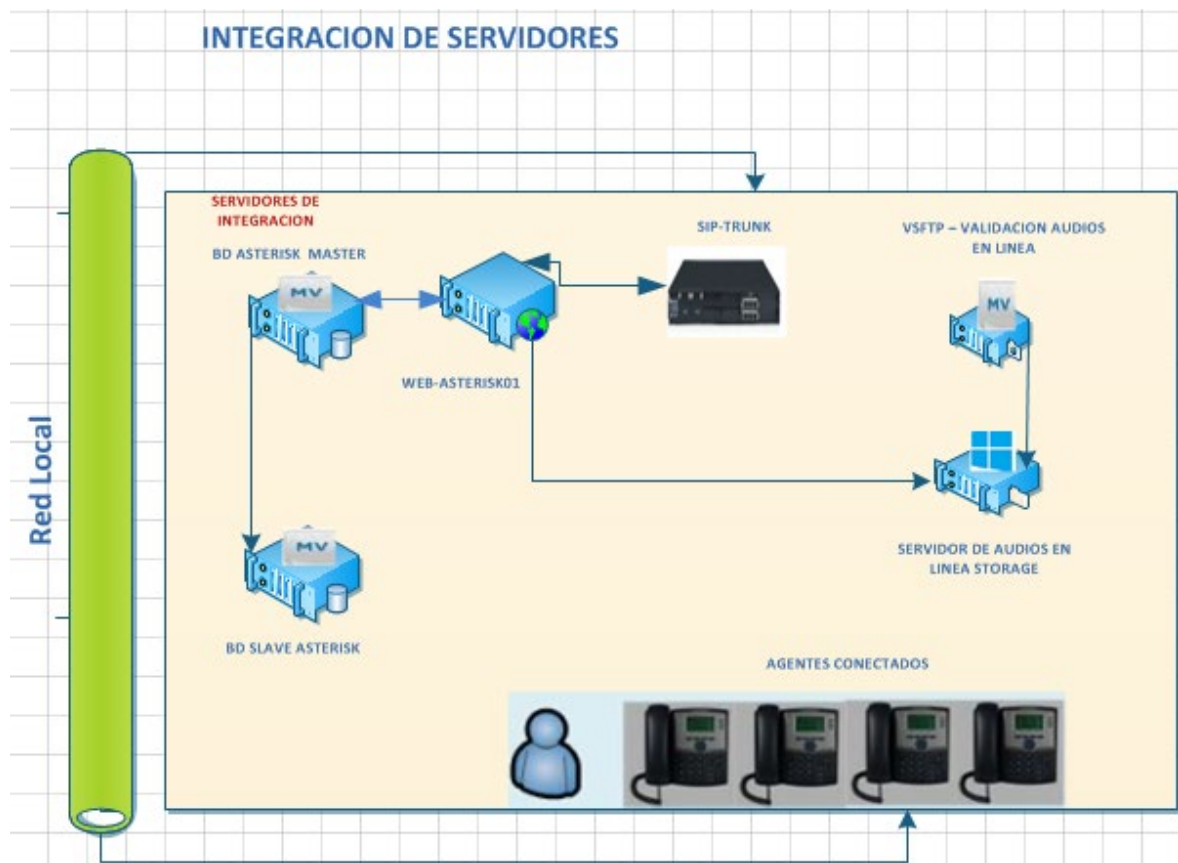 INTEGRACION DE SERVIDORES
SERVIDORES DE
INTEGRACION
BD ASTERISK MASTER
MV
WEB-ASTERISK01
SIP-TRUNK
VSFTP – VALIDACION AUDIOS
EN LINEA
MV
SERVIDOR DE AUDIOS EN
LINEA STORAGE
MV
BD SLAVE ASTERISK
AGENTES CONECTADOS
Red Local